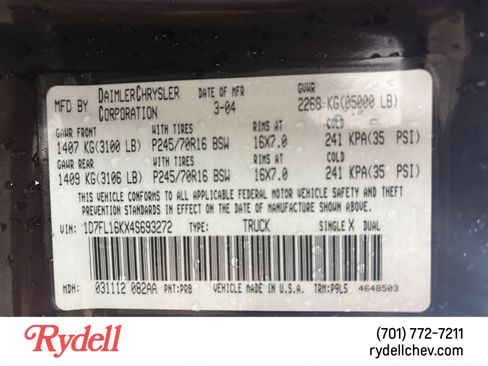 MFD BY DAIMLERCHRYSLER CORPORATION DATE OF MFR 3-04 GVWR 2268 KG(05000 LB)
GAWR FRONT WITH TIRES RIMS AT COLD
1407 KG(3100 LB) P245/70R16 BSW 16X7.0 241 KPA(35 PSI)
GAWR REAR WITH TIRES RIMS AT COLD
1409 KG(3106 LB) P245/70R16 BSW 16X7.0 241 KPA(35 PSI)
THIS VEHICLE CONFORMS TO ALL APPLICABLE FEDERAL MOTOR VEHICLE SAFETY AND THEFT
PREVENTION STANDARDS IN EFFECT ON THE DATE OF MANUFACTURE SHOWN ABOVE.
VIN: 1D7FL16KX4S693272 TYPE: TRUCK SINGLE X DUAL
MDH: 031112 082AA PNT:PR8 VEHICLE MADE IN U.S.A. TRM:P9L5 4648503
Rydell
(701) 772-7211
rydellchev.com